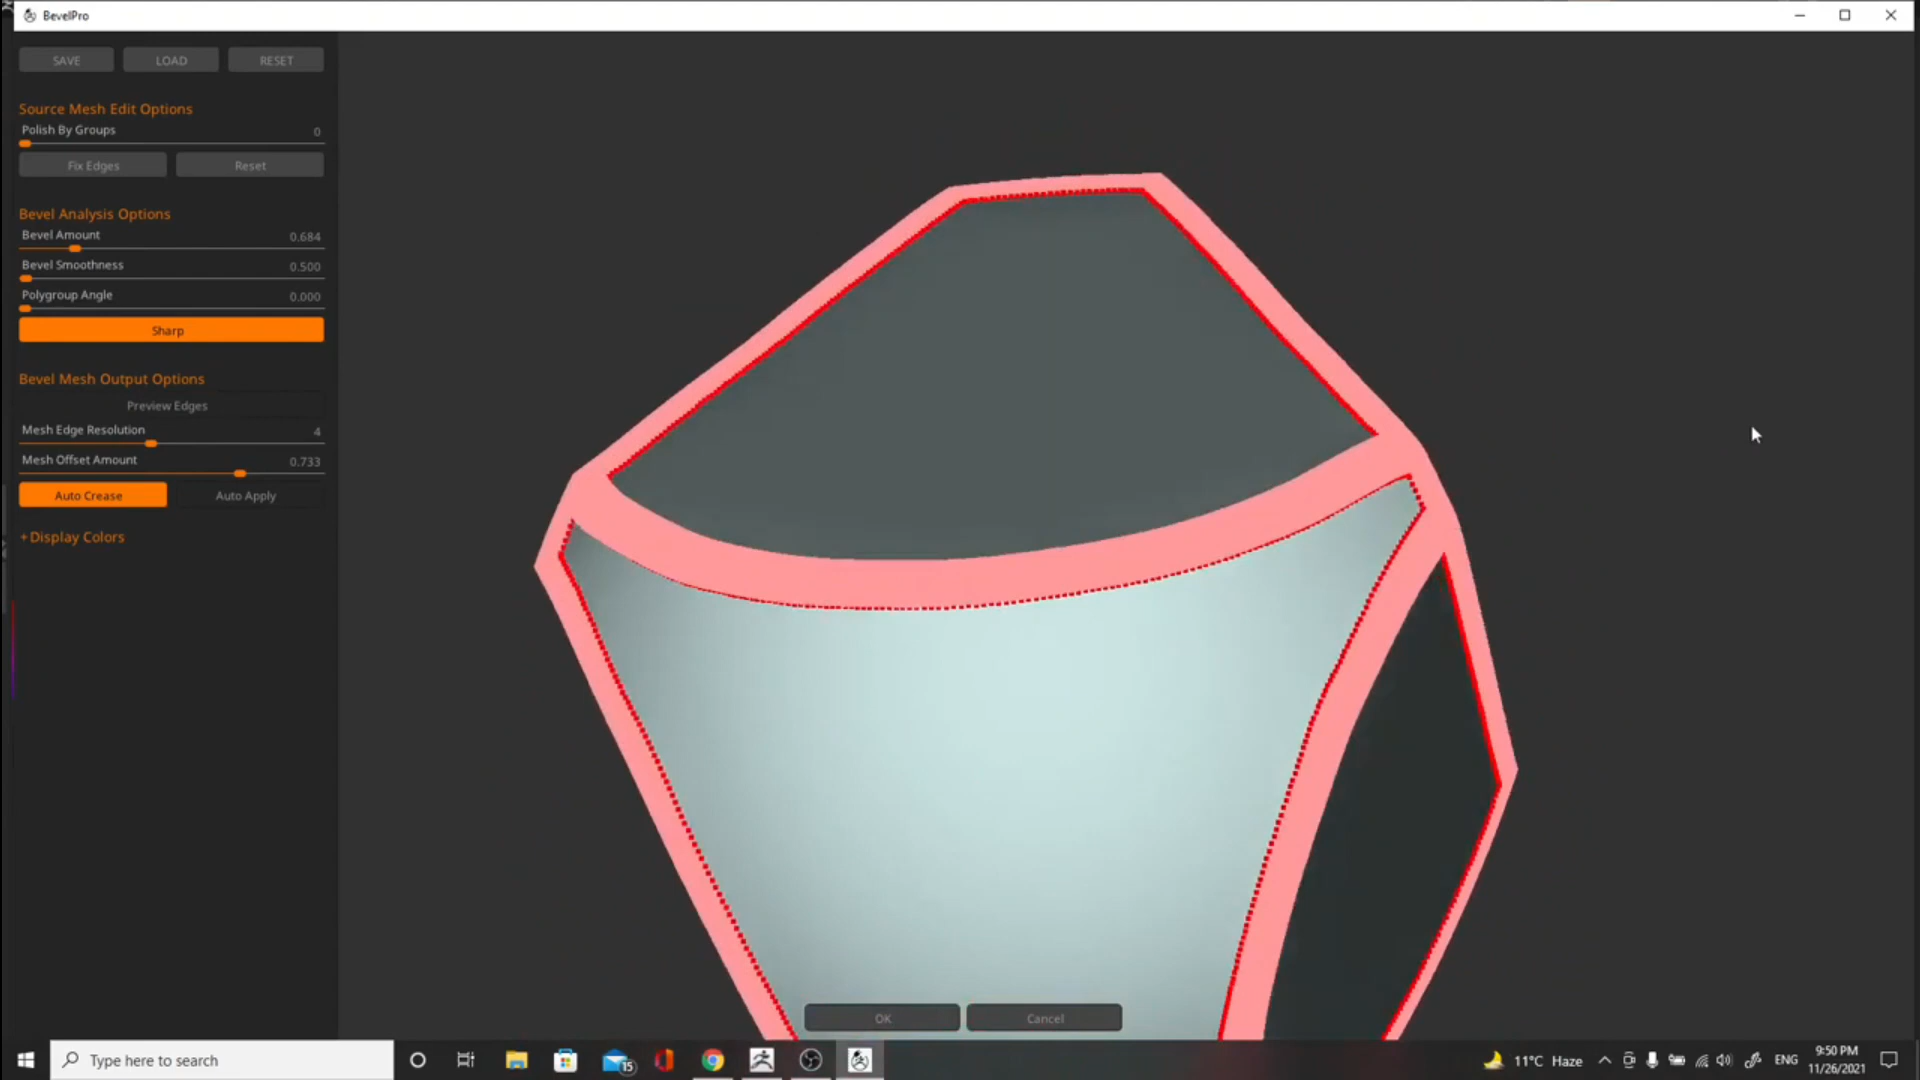 BevelPro
SAVE LOAD RESET
Source Mesh Edit Options
Polish By Groups 0
Fix Edges Reset
Bevel Analysis Options
Bevel Amount 0.684
Bevel Smoothness 0.500
Polygroup Angle 0.000
Sharp
Bevel Mesh Output Options
Preview Edges
Mesh Edge Resolution 4
Mesh Offset Amount 0.733
Auto Crease Auto Apply
+Display Colors
OK Cancel
Type here to search
15
11°C Haze
ENG
9:50 PM
11/26/2021